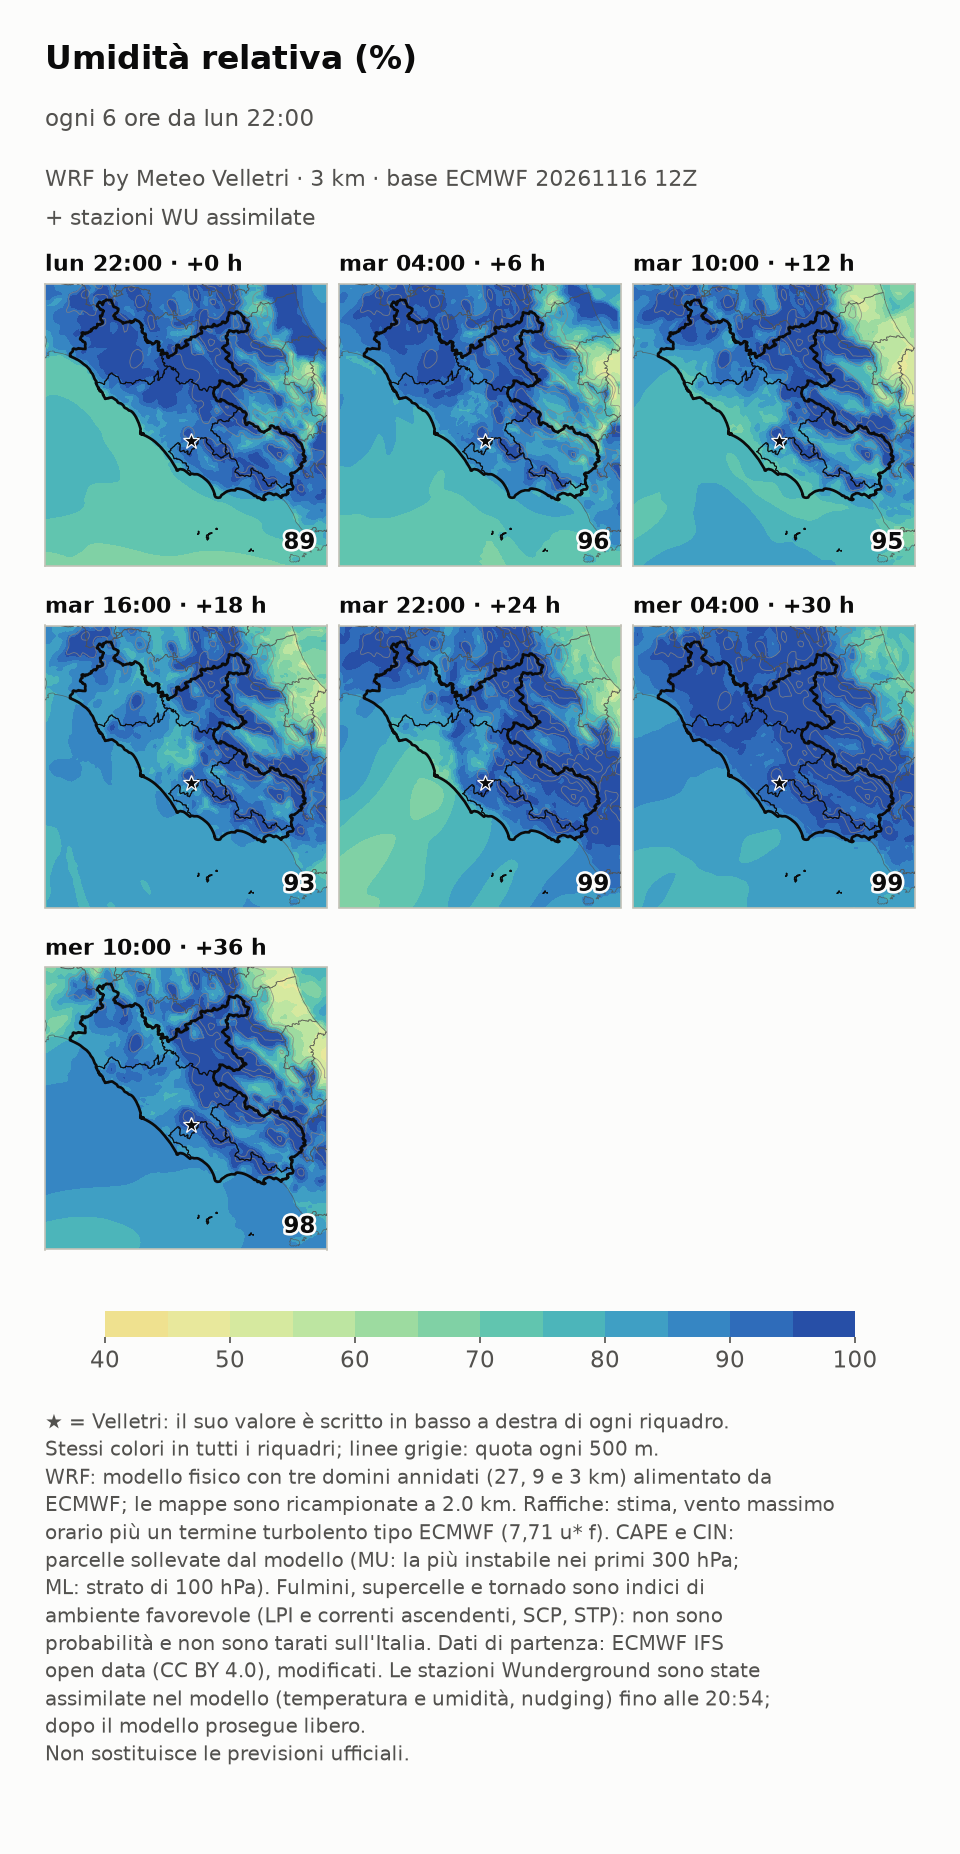 Umidità relativa (%)
ogni 6 ore da lun 22:00
WRF by Meteo Velletri · 3 km · base ECMWF 20261116 12Z
+ stazioni WU assimilate
lun 22:00 · +0 h
mar 04:00 · +6 h
mar 10:00 · +12 h
89
96
95
mar 16:00 · +18 h
mar 22:00 · +24 h
mer 04:00 · +30 h
93
99
99
mer 10:00 · +36 h
98
40 50 60 70 80 90 100
★ = Velletri: il suo valore è scritto in basso a destra di ogni riquadro.
Stessi colori in tutti i riquadri; linee grigie: quota ogni 500 m.
WRF: modello fisico con tre domini annidati (27, 9 e 3 km) alimentato da
ECMWF; le mappe sono ricampionate a 2.0 km. Raffiche: stima, vento massimo
orario più un termine turbolento tipo ECMWF (7,71 u* f). CAPE e CIN:
parcelle sollevate dal modello (MU: la più instabile nei primi 300 hPa;
ML: strato di 100 hPa). Fulmini, supercelle e tornado sono indici di
ambiente favorevole (LPI e correnti ascendenti, SCP, STP): non sono
probabilità e non sono tarati sull'Italia. Dati di partenza: ECMWF IFS
open data (CC BY 4.0), modificati. Le stazioni Wunderground sono state
assimilate nel modello (temperatura e umidità, nudging) fino alle 20:54;
dopo il modello prosegue libero.
Non sostituisce le previsioni ufficiali.